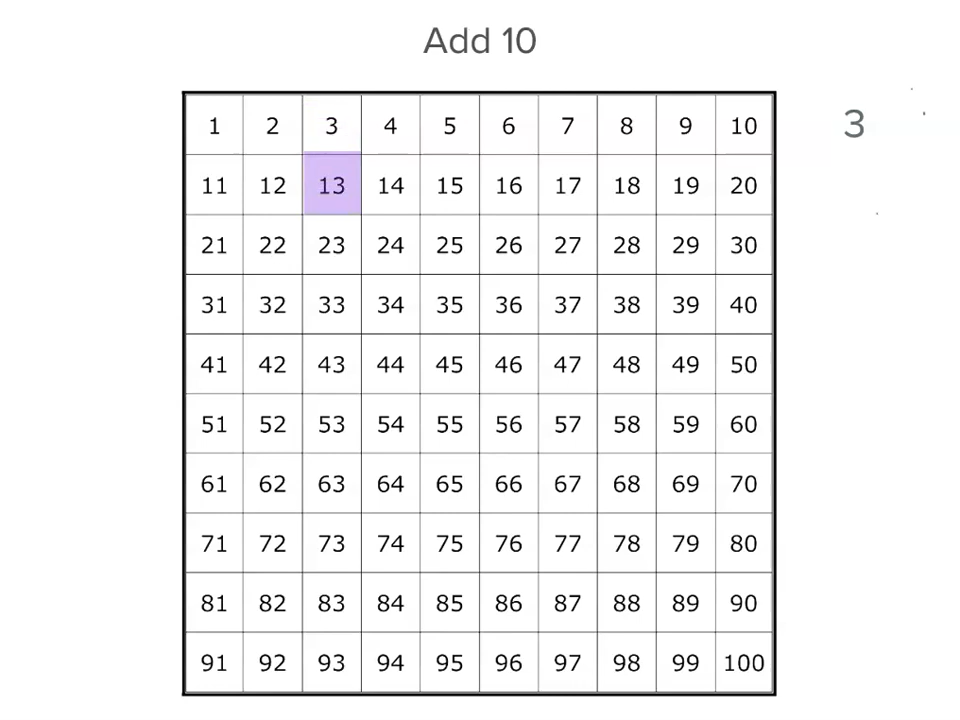 Add 10
1 2 3 4 5 6 7 8 9 10
3
11 12 13 14 15 16 17 18 19 20
21 22 23 24 25 26 27 28 29 30
31 32 33 34 35 36 37 38 39 40
41 42 43 44 45 46 47 48 49 50
51 52 53 54 55 56 57 58 59 60
61 62 63 64 65 66 67 68 69 70
71 72 73 74 75 76 77 78 79 80
81 82 83 84 85 86 87 88 89 90
91 92 93 94 95 96 97 98 99 100